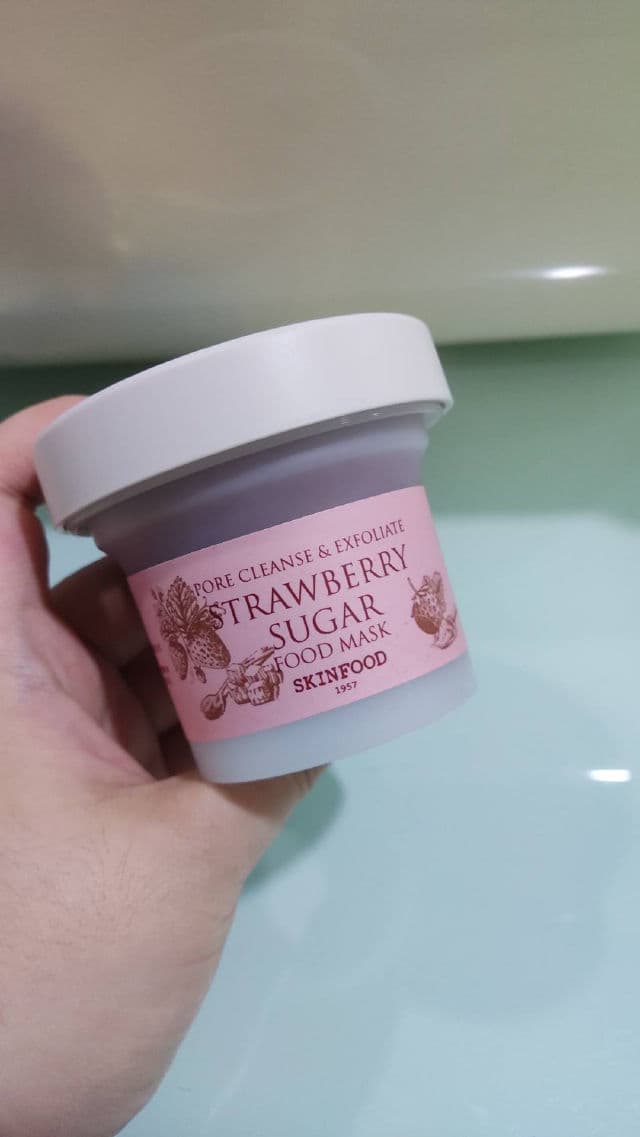 PORE CLEANSE & EXFOLIATE
STRAWBERRY
SUGAR
FOOD MASK
SKINFOOD
1957